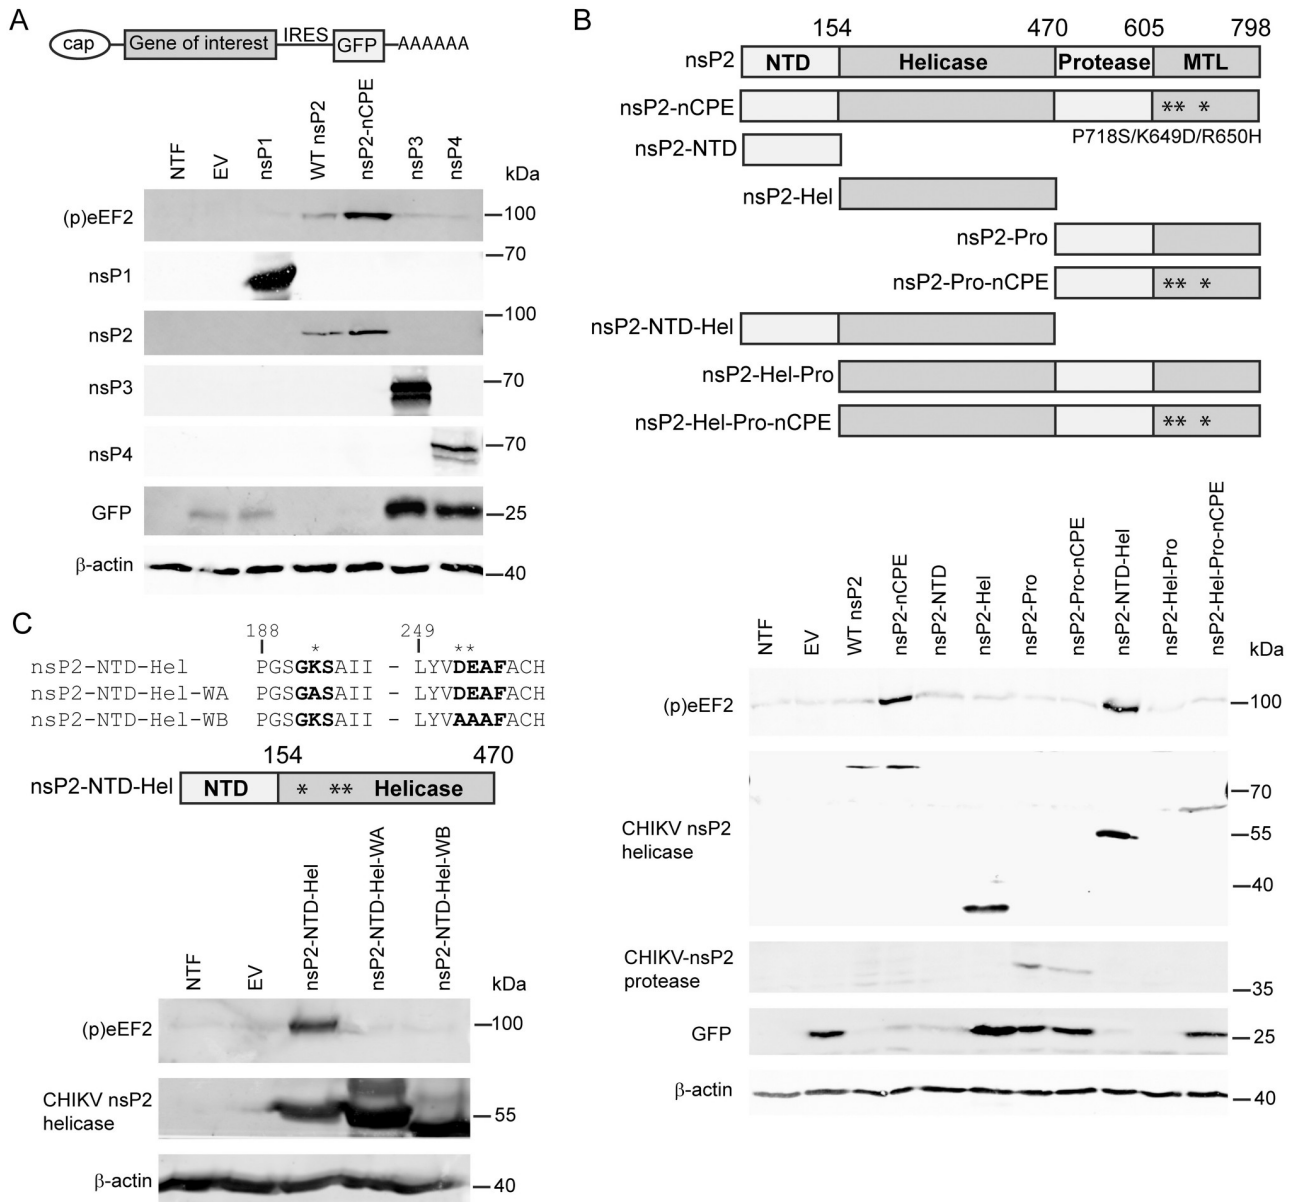 A
cap
Gene of interest
IRES
GFP
AAAAAA
NTF
EV
nsP1
WT nsP2
nsP2-nCPE
nsP3
nsP4
kDa
(p)eEF2
100
70
nsP1
100
nsP2
nsP3
70
nsP4
70
GFP
25
β-actin
40
B
154 470 605 798
nsP2 NTD Helicase Protease MTL
nsP2-nCPE ** *
P718S/K649D/R650H
nsP2-NTD
nsP2-Hel
nsP2-Pro
nsP2-Pro-nCPE ** *
nsP2-NTD-Hel
nsP2-Hel-Pro
nsP2-Hel-Pro-nCPE ** *
NTF
EV
WT nsP2
nsP2-nCPE
nsP2-NTD
nsP2-Hel
nsP2-Pro
nsP2-Pro-nCPE
nsP2-NTD-Hel
nsP2-Hel-Pro
nsP2-Hel-Pro-nCPE
kDa
(p)eEF2
100
70
CHIKV nsP2
helicase
55
40
CHIKV-nsP2
protease
35
GFP
25
β-actin
40
C
188 249
* **
nsP2-NTD-Hel PGSGKSAII - LYVDEAFACH
nsP2-NTD-Hel-WA PGSGASAII - LYVDEAFACH
nsP2-NTD-Hel-WB PGSGKSAII - LYVAAAFACH
154 470
nsP2-NTD-Hel NTD * ** Helicase
NTF
EV
nsP2-NTD-Hel
nsP2-NTD-Hel-WA
nsP2-NTD-Hel-WB
kDa
(p)eEF2
100
CHIKV nsP2
helicase
55
β-actin
40